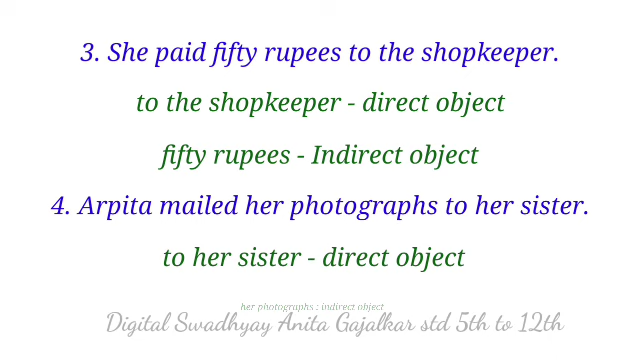 3. She paid fifty rupees to the shopkeeper.
to the shopkeeper - direct object
fifty rupees - Indirect object
4. Arpita mailed her photographs to her sister.
to her sister - direct object
her photographs : indirect object
Digital Swadhyay Anita Gajalkar std 5th to 12th